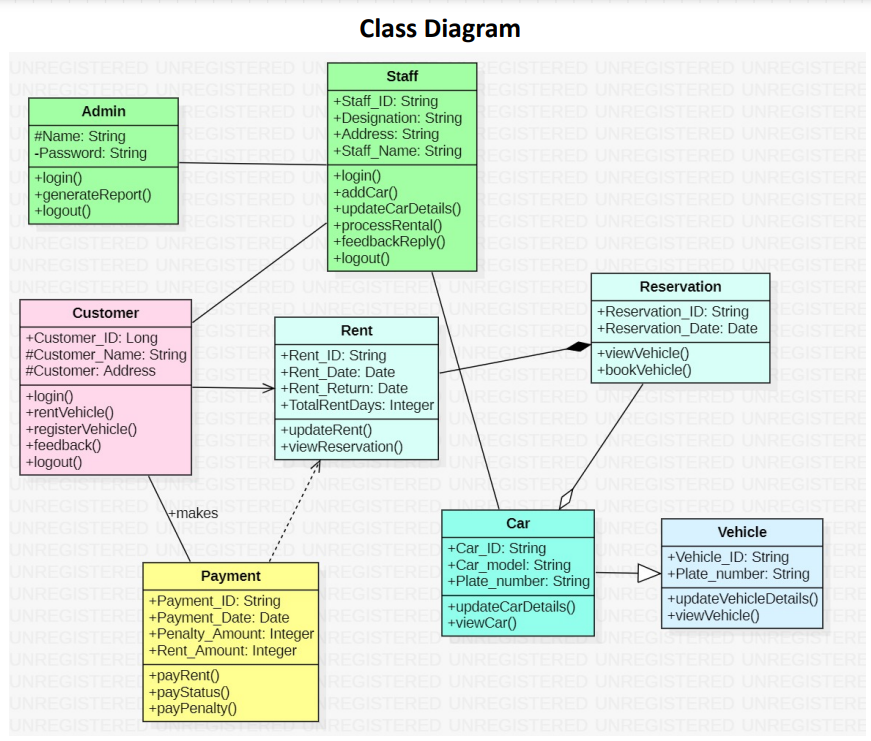 Class Diagram
Admin
#Name: String
-Password: String
+login()
+generateReport()
+logout()
Staff
+Staff_ID: String
+Designation: String
+Address: String
+Staff_Name: String
+login()
+addCar()
+updateCarDetails()
+processRental()
+feedbackReply()
+logout()
Customer
+Customer_ID: Long
#Customer_Name: String
#Customer: Address
+login()
+rentVehicle()
+registerVehicle()
+feedback()
+logout()
Rent
+Rent_ID: String
+Rent_Date: Date
+Rent_Return: Date
+TotalRentDays: Integer
+updateRent()
+viewReservation()
Reservation
+Reservation_ID: String
+Reservation_Date: Date
+viewVehicle()
+bookVehicle()
+makes
Payment
+Payment_ID: String
+Payment_Date: Date
+Penalty_Amount: Integer
+Rent_Amount: Integer
+payRent()
+payStatus()
+payPenalty()
Car
+Car_ID: String
+Car_model: String
+Plate_number: String
+updateCarDetails()
+viewCar()
Vehicle
+Vehicle_ID: String
+Plate_number: String
+updateVehicleDetails()
+viewVehicle()
UNREGISTERED